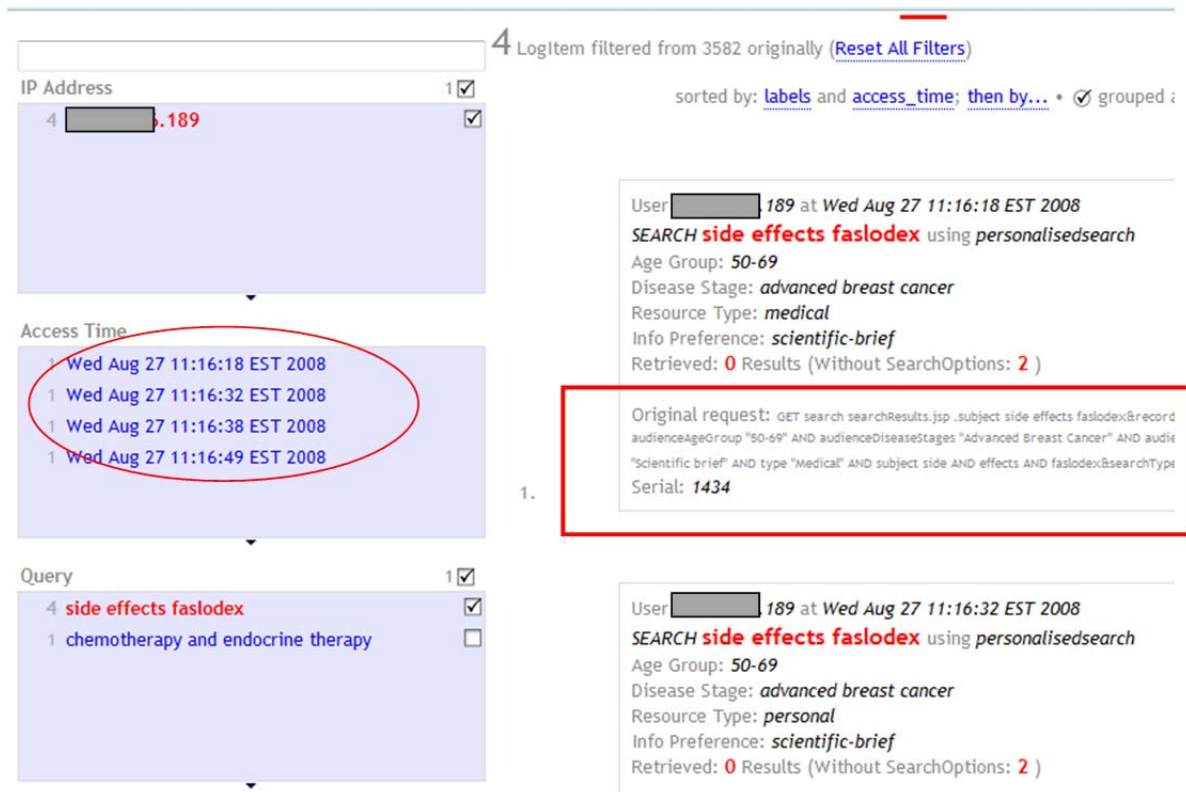 4 LogItem filtered from 3582 originally (Reset All Filters)
IP Address 1
4 .189
sorted by: labels and access_time; then by... • grouped
Access Time
1 Wed Aug 27 11:16:18 EST 2008
1 Wed Aug 27 11:16:32 EST 2008
1 Wed Aug 27 11:16:38 EST 2008
1 Wed Aug 27 11:16:49 EST 2008
Query 1
4 side effects faslodex
1 chemotherapy and endocrine therapy
1.
User .189 at Wed Aug 27 11:16:18 EST 2008
SEARCH side effects faslodex using personalisedsearch
Age Group: 50-69
Disease Stage: advanced breast cancer
Resource Type: medical
Info Preference: scientific-brief
Retrieved: 0 Results (Without SearchOptions: 2 )
Original request: GET search searchResults.jsp .subject side effects faslodex&record
audienceAgeGroup "50-69" AND audienceDiseaseStages "Advanced Breast Cancer" AND audie
"Scientific brief" AND type "Medical" AND subject side AND effects AND faslodex&searchType
Serial: 1434
User .189 at Wed Aug 27 11:16:32 EST 2008
SEARCH side effects faslodex using personalisedsearch
Age Group: 50-69
Disease Stage: advanced breast cancer
Resource Type: personal
Info Preference: scientific-brief
Retrieved: 0 Results (Without SearchOptions: 2 )